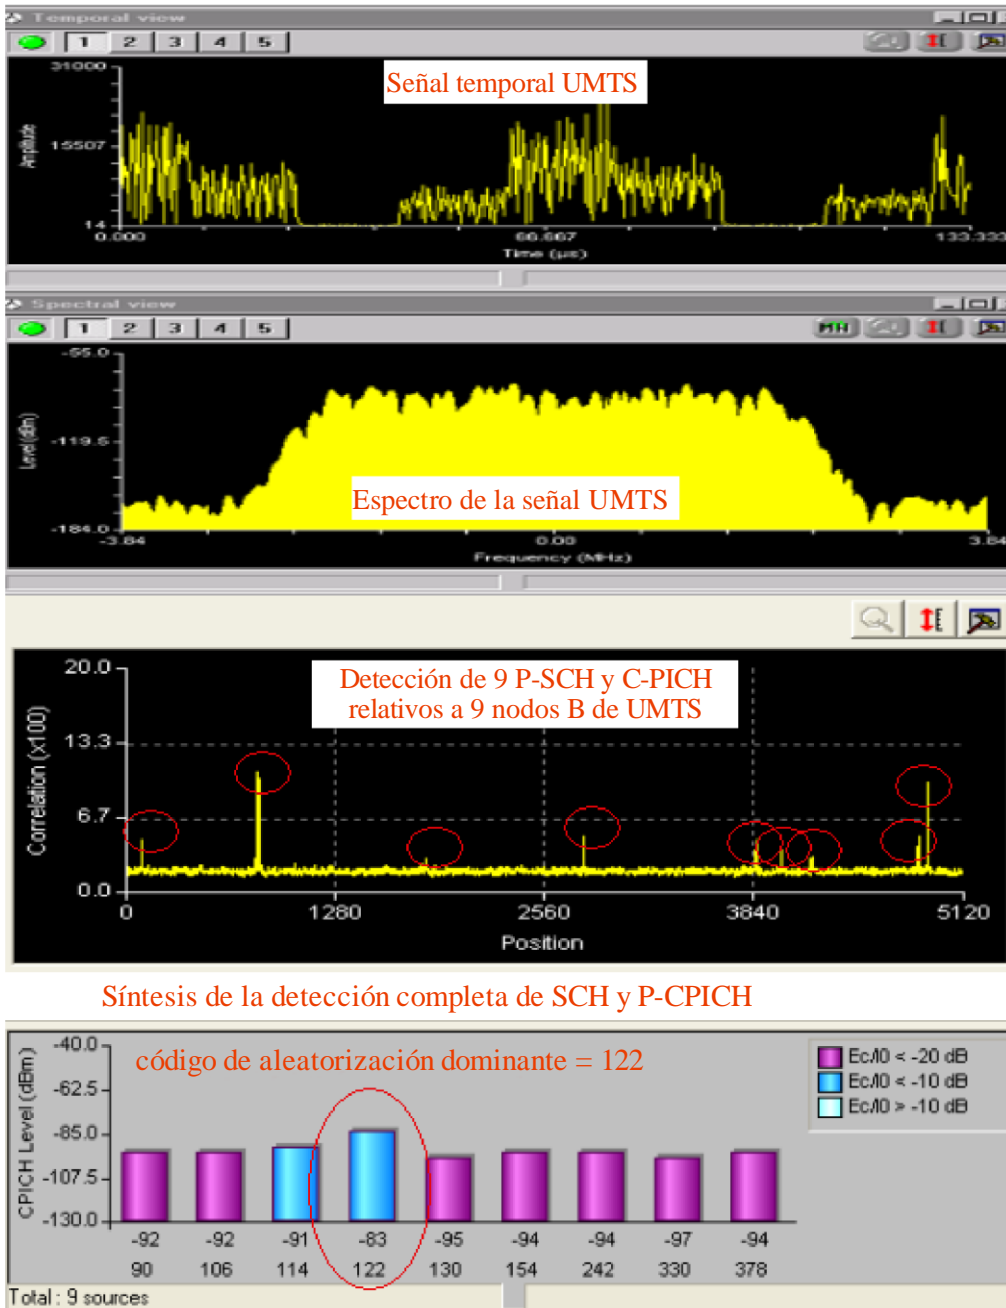 Temporal view
1 2 3 4 5
31000
Señal temporal UMTS
Amplitude
15507
14
0.000 66.667 133.333
Time (µs)
Spectral view
1 2 3 4 5
MH
-55.0
Level (dBm)
-119.5
Espectro de la señal UMTS
-184.0
-3.84 0.00 3.84
Frequency (MHz)
20.0
Detección de 9 P-SCH y C-PICH
relativos a 9 nodos B de UMTS
Correlation (x100)
13.3
6.7
0.0
0 1280 2560 3840 5120
Position
Síntesis de la detección completa de SCH y P-CPICH
-40.0
código de aleatorización dominante = 122
Ec/I0 < -20 dB
Ec/I0 < -10 dB
Ec/I0 > -10 dB
CPICH Level (dBm)
-62.5
-85.0
-107.5
-130.0
-92 -92 -91 -83 -95 -94 -94 -97 -94
90 106 114 122 130 154 242 330 378
Total : 9 sources